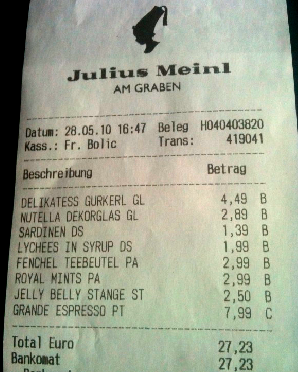 Julius Meinl
AM GRABEN
Datum: 28.05.10 16:47 Beleg H040403820
Kass.: Fr. Bolic Trans: 419041
Beschreibung Betrag
DELIKATESS GURKERL GL 4,49 B
NUTELLA DEKORGLAS GL 2,89 B
SARDINEN DS 1,39 B
LYCHEES IN SYRUP DS 1,99 B
FENCHEL TEEBEUTEL PA 2,99 B
ROYAL MINTS PA 2,99 B
JELLY BELLY STANGE ST 2,50 B
GRANDE ESPRESSO PT 7,99 C
Total Euro 27,23
Bankomat 27,23